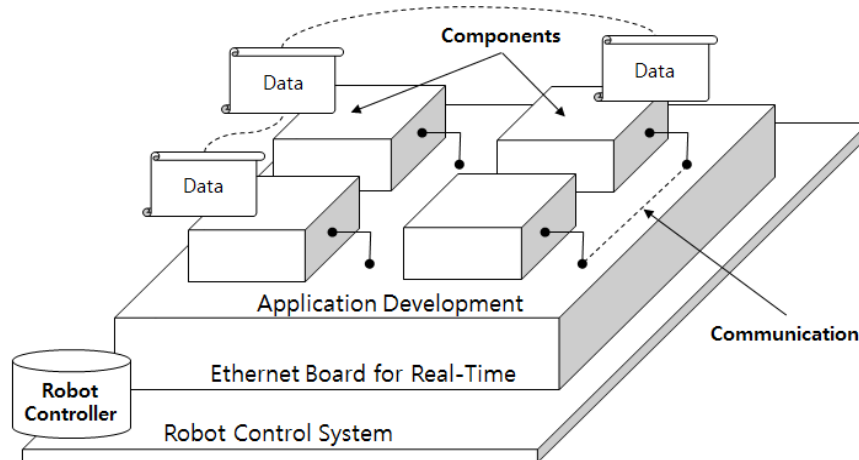 Components
Data
Data
Data
Application Development
Communication
Ethernet Board for Real-Time
Robot
Controller
Robot Control System